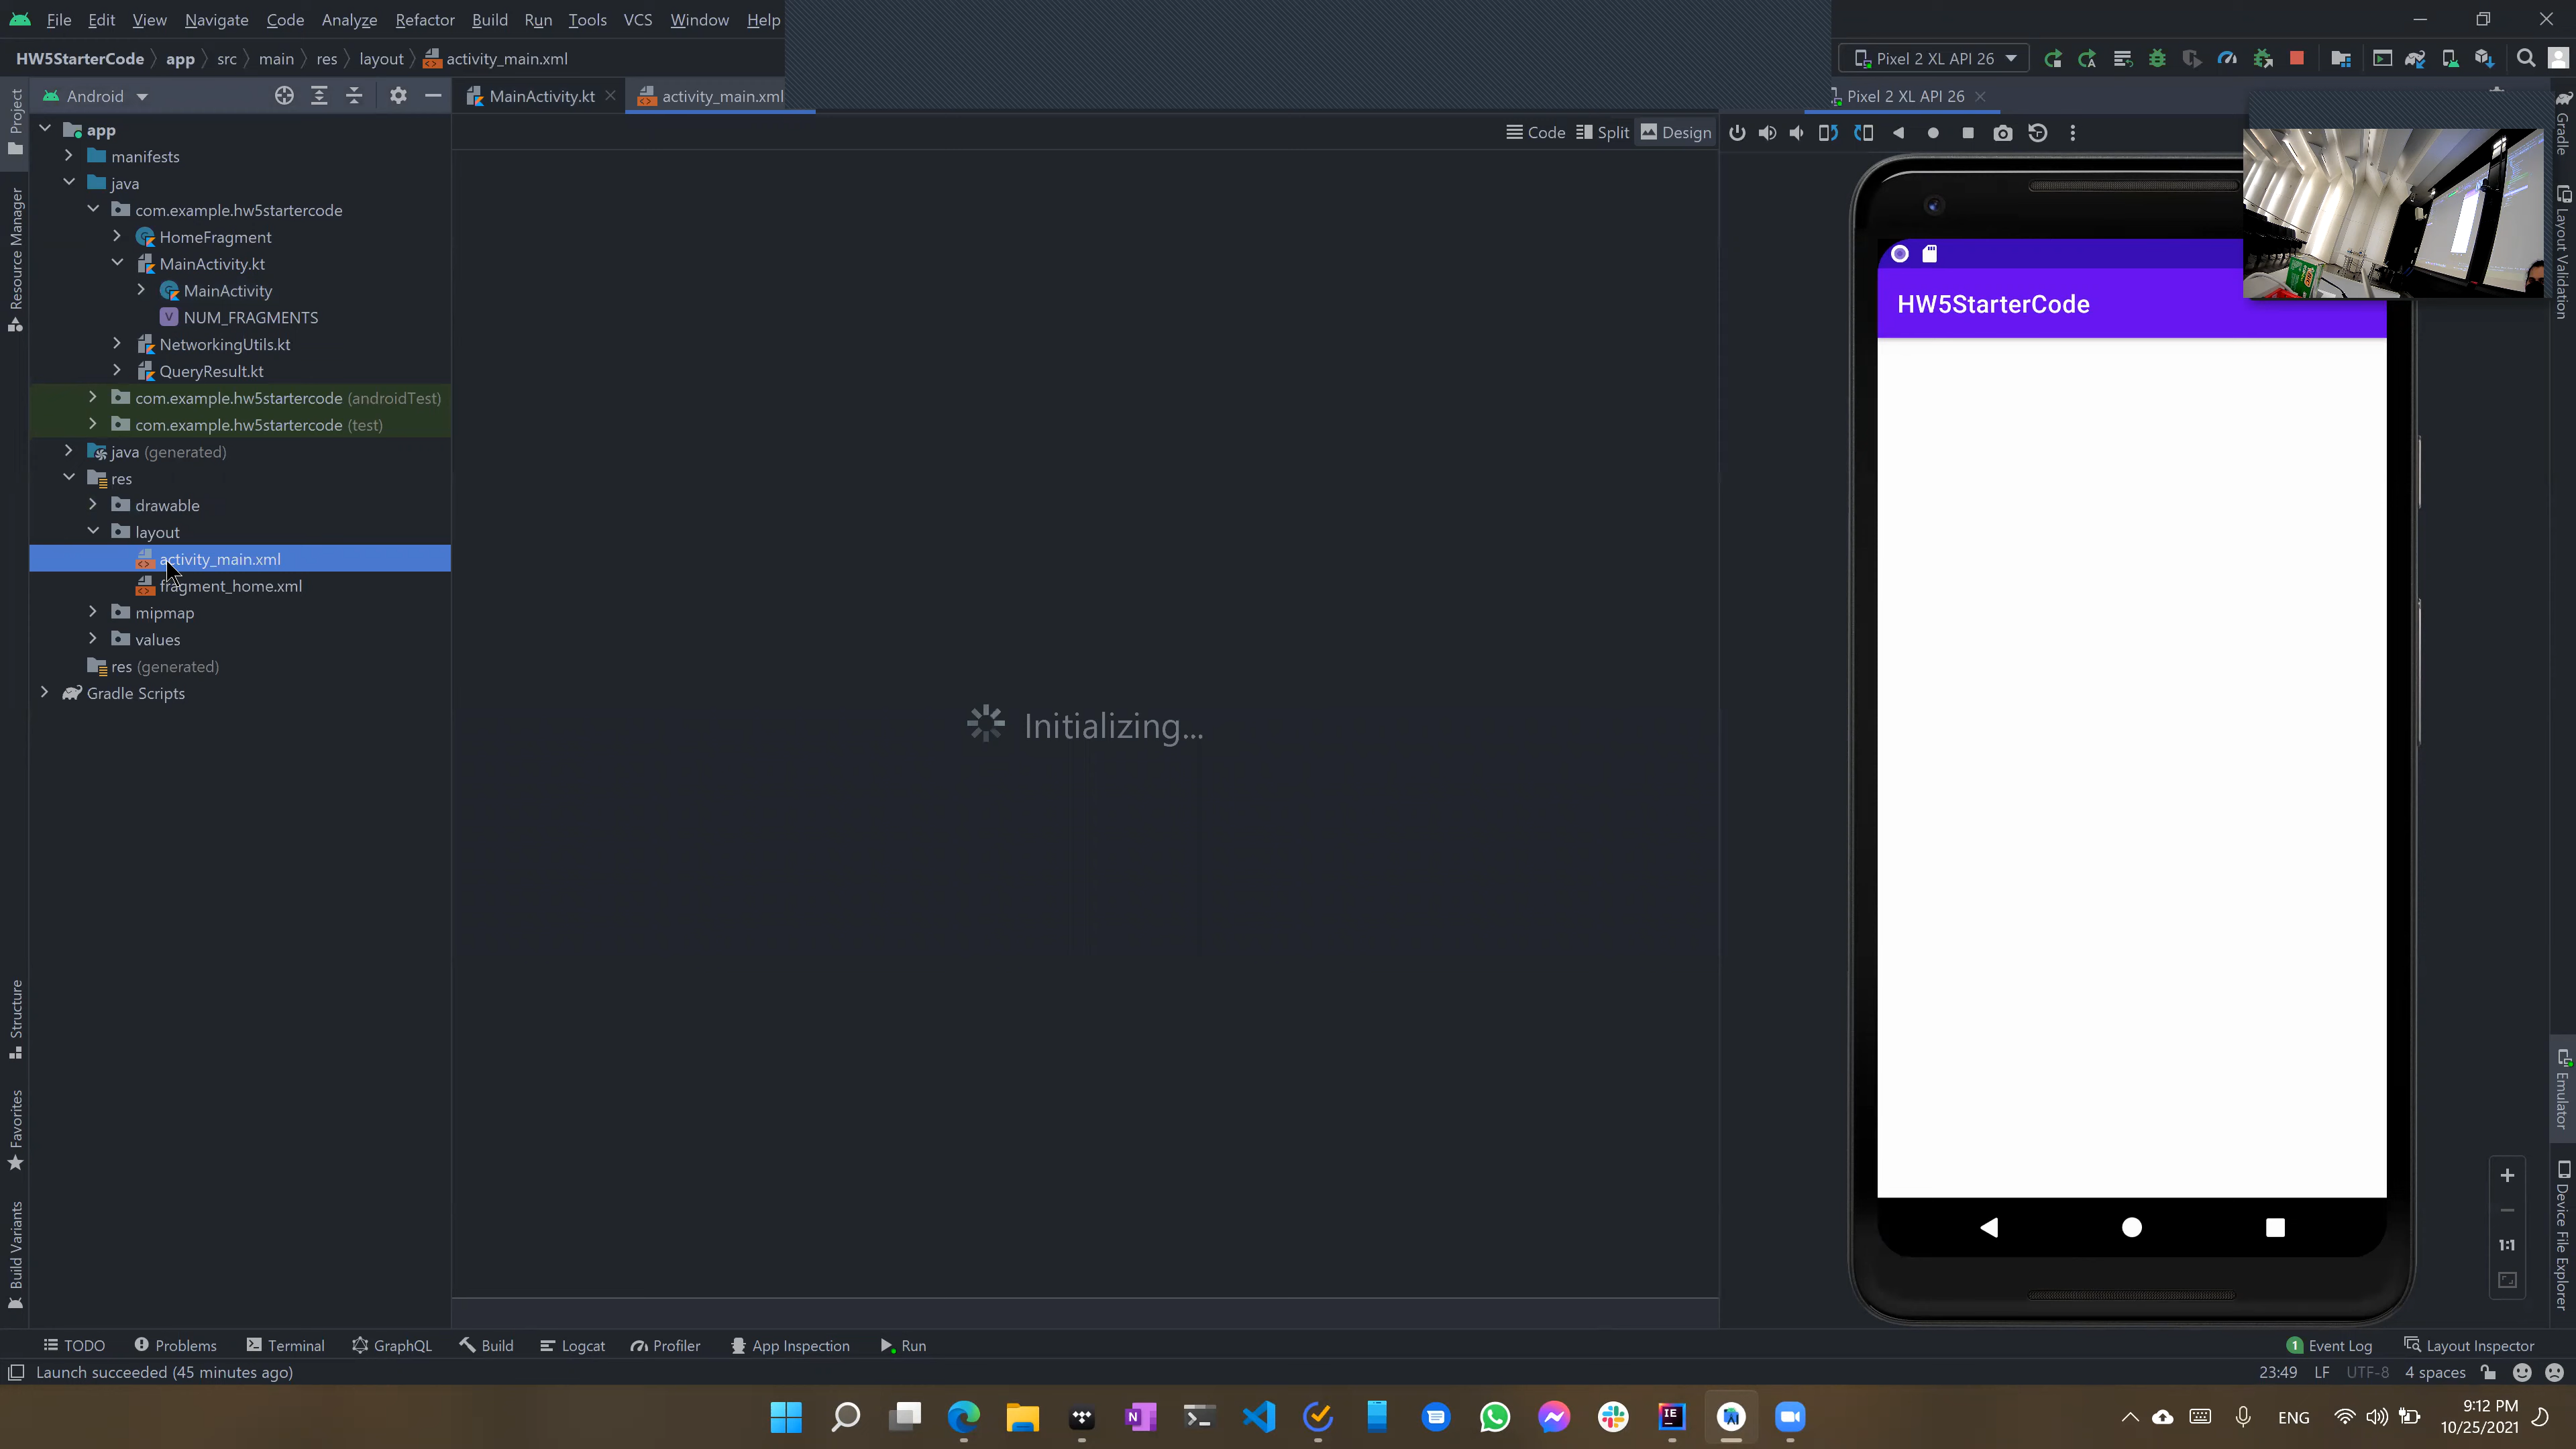 File Edit View Navigate Code Analyze Refactor Build Run Tools VCS Window Help
HW5StarterCode app src main res layout activity_main.xml
Pixel 2 XL API 26
Android
MainActivity.kt
activity_main.xml
Pixel 2 XL API 26
Code Split Design
Project
Resource Manager
Structure
Favorites
Build Variants
app
manifests
java
com.example.hw5startercode
HomeFragment
MainActivity.kt
MainActivity
NUM_FRAGMENTS
NetworkingUtils.kt
QueryResult.kt
com.example.hw5startercode (androidTest)
com.example.hw5startercode (test)
java (generated)
res
drawable
layout
activity_main.xml
fragment_home.xml
mipmap
values
res (generated)
Gradle Scripts
Initializing...
HW5StarterCode
Gradle
Layout Validation
Emulator
Device File Explorer
1:1
TODO Problems Terminal GraphQL Build Logcat Profiler App Inspection Run
1 Event Log Layout Inspector
Launch succeeded (45 minutes ago)
23:49 LF UTF-8 4 spaces
ENG
9:12 PM
10/25/2021